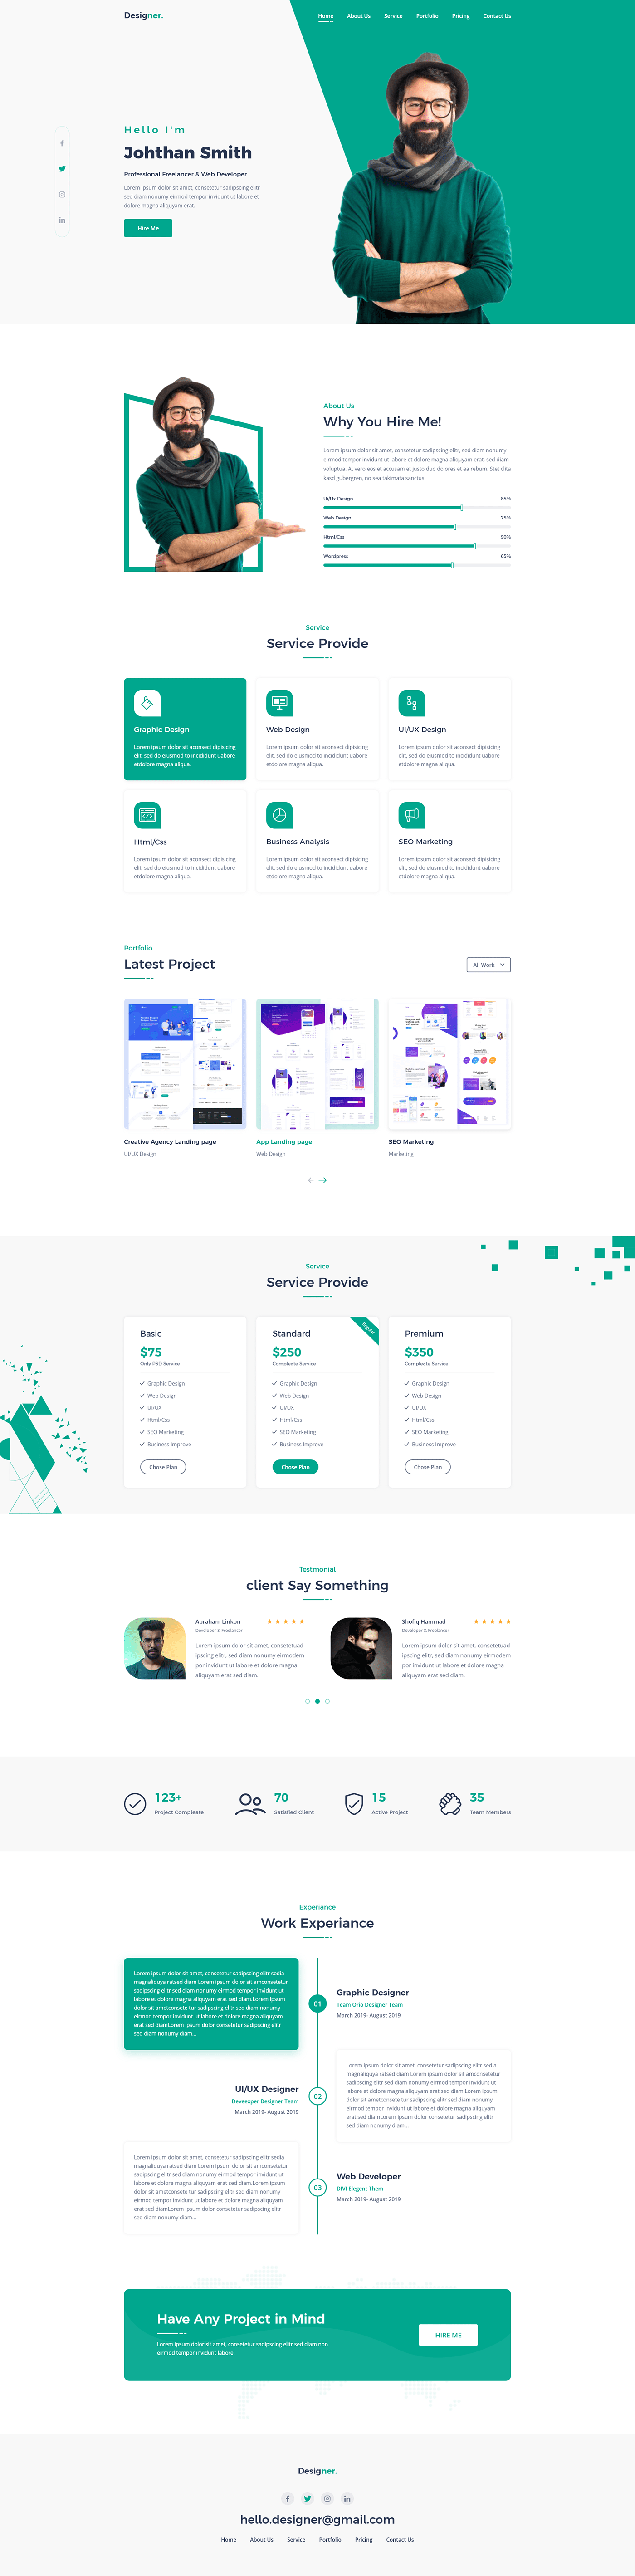 Designer.
Home
About Us
Service
Portfolio
Pricing
Contact Us
Hello I'm
Johthan Smith
Professional Freelancer & Web Developer
Lorem ipsum dolor sit amet, consetetur sadipscing elitr
sed diam nonumy eirmod tempor invidunt ut labore et
dolore magna aliquyam erat.
Hire Me
About Us
Why You Hire Me!
Lorem ipsum dolor sit amet, consetetur sadipscing elitr, sed diam nonumy
eirmod tempor invidunt ut labore et dolore magna aliquyam erat, sed diam
voluptua. At vero eos et accusam et justo duo dolores et ea rebum. Stet clita
kasd gubergren, no sea takimata sanctus.
Ui/Ux Design 85%
Web Design 75%
Html/Css 90%
Wordpress 65%
Service
Service Provide
Graphic Design
Lorem ipsum dolor sit aconsect dipisicing
elit, sed do eiusmod to incididunt uabore
etdolore magna aliqua.
Web Design
Lorem ipsum dolor sit aconsect dipisicing
elit, sed do eiusmod to incididunt uabore
etdolore magna aliqua.
UI/UX Design
Lorem ipsum dolor sit aconsect dipisicing
elit, sed do eiusmod to incididunt uabore
etdolore magna aliqua.
Html/Css
Lorem ipsum dolor sit aconsect dipisicing
elit, sed do eiusmod to incididunt uabore
etdolore magna aliqua.
Business Analysis
Lorem ipsum dolor sit aconsect dipisicing
elit, sed do eiusmod to incididunt uabore
etdolore magna aliqua.
SEO Marketing
Lorem ipsum dolor sit aconsect dipisicing
elit, sed do eiusmod to incididunt uabore
etdolore magna aliqua.
Portfolio
Latest Project
All Work
Creative Agency Landing page
UI/UX Design
App Landing page
Web Design
SEO Marketing
Marketing
Service
Service Provide
Basic
$75
Only PSD Service
Graphic Design
Web Design
UI/UX
Html/Css
SEO Marketing
Business Improve
Chose Plan
Standard
$250
Compleate Service
Graphic Design
Web Design
UI/UX
Html/Css
SEO Marketing
Business Improve
Chose Plan
Premium
$350
Compleate Service
Graphic Design
Web Design
UI/UX
Html/Css
SEO Marketing
Business Improve
Chose Plan
Testmonial
client Say Something
Abraham Linkon
Developer & Freelancer
Lorem ipsum dolor sit amet, consetetuad
ipscing elitr, sed diam nonumy eirmodem
por invidunt ut labore et dolore magna
aliquyam erat sed diam.
Shofiq Hammad
Developer & Freelancer
Lorem ipsum dolor sit amet, consetetuad
ipscing elitr, sed diam nonumy eirmodem
por invidunt ut labore et dolore magna
aliquyam erat sed diam.
123+
Project Compleate
70
Satisfied Client
15
Active Project
35
Team Members
Experiance
Work Experiance
Lorem ipsum dolor sit amet, consetetur sadipscing elitr sedia
magnaliquya ratsed diam Lorem ipsum dolor sit amconsetetur
sadipscing elitr sed diam nonumy eirmod tempor invidunt ut
labore et dolore magna aliquyam erat sed diam.Lorem ipsum
dolor sit ametconsete tur sadipscing elitr sed diam nonumy
eirmod tempor invidunt ut labore et dolore magna aliquyam
erat sed diamLorem ipsum dolor consetetur sadipscing elitr
sed diam nonumy diam...
01
Graphic Designer
Team Orio Designer Team
March 2019- August 2019
UI/UX Designer
Deveexper Designer Team
March 2019- August 2019
02
Lorem ipsum dolor sit amet, consetetur sadipscing elitr sedia
magnaliquya ratsed diam Lorem ipsum dolor sit amconsetetur
sadipscing elitr sed diam nonumy eirmod tempor invidunt ut
labore et dolore magna aliquyam erat sed diam.Lorem ipsum
dolor sit ametconsete tur sadipscing elitr sed diam nonumy
eirmod tempor invidunt ut labore et dolore magna aliquyam
erat sed diamLorem ipsum dolor consetetur sadipscing elitr
sed diam nonumy diam...
Lorem ipsum dolor sit amet, consetetur sadipscing elitr sedia
magnaliquya ratsed diam Lorem ipsum dolor sit amconsetetur
sadipscing elitr sed diam nonumy eirmod tempor invidunt ut
labore et dolore magna aliquyam erat sed diam.Lorem ipsum
dolor sit ametconsete tur sadipscing elitr sed diam nonumy
eirmod tempor invidunt ut labore et dolore magna aliquyam
erat sed diamLorem ipsum dolor consetetur sadipscing elitr
sed diam nonumy diam...
03
Web Developer
DIVI Elegent Them
March 2019- August 2019
Have Any Project in Mind
Lorem ipsum dolor sit amet, consetetur sadipscing elitr sed diam non
eirmod tempor invidunt labore.
HIRE ME
Designer.
hello.designer@gmail.com
Home
About Us
Service
Portfolio
Pricing
Contact Us